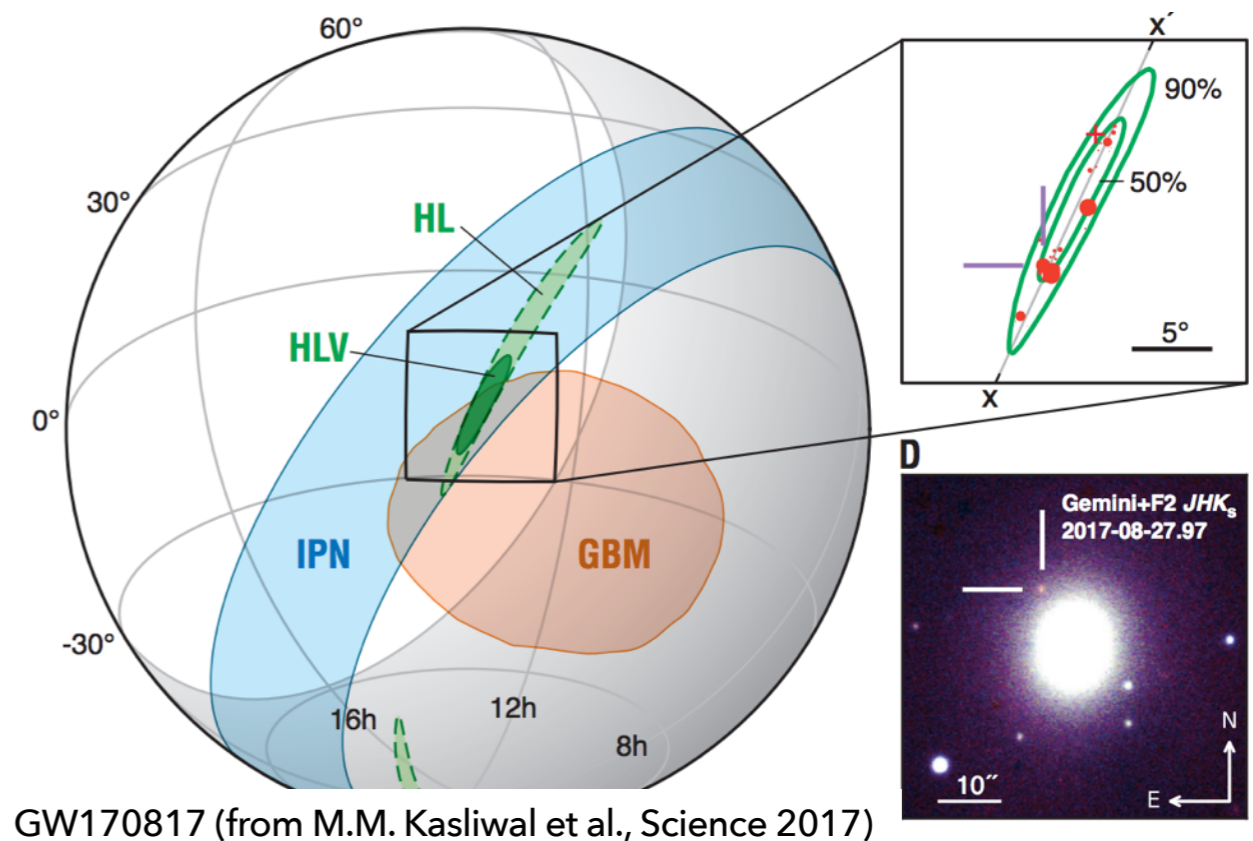 60°
30°
0°
-30°
HL
HLV
IPN
GBM
16h
12h
8h
X´
90%
50%
5°
X
D
Gemini+F2 JHKs
2017-08-27.97
10″
N
E
GW170817 (from M.M. Kasliwal et al., Science 2017)